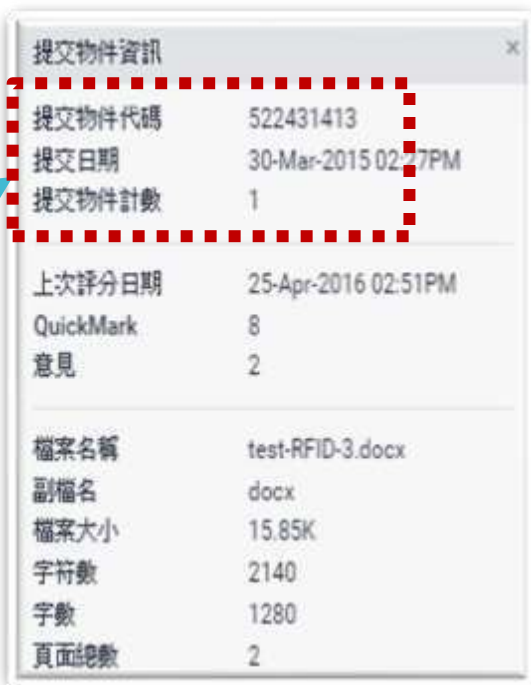 提交物件資訊 ×
提交物件代碼 522431413
提交日期 30-Mar-2015 02:27PM
提交物件計數 1
上次評分日期 25-Apr-2016 02:51PM
QuickMark 8
意見 2
檔案名稱 test-RFID-3.docx
副檔名 docx
檔案大小 15.85K
字符數 2140
字數 1280
頁面總數 2